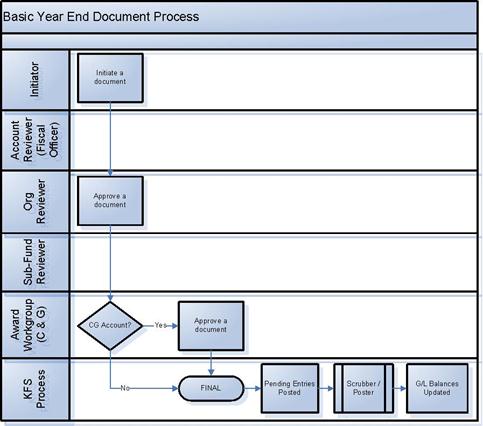 Basic Year End Document Process
Initiator
Initiate a
document
Account
Reviewer
(Fiscal
Officer)
Org
Reviewer
Approve a
document
Sub-Fund
Reviewer
Award
Workgroup
(C & G)
CG Account?
Yes
Approve a
document
KFS
Process
No
FINAL
Pending Entries
Posted
Scrubber /
Poster
G/L Balances
Updated